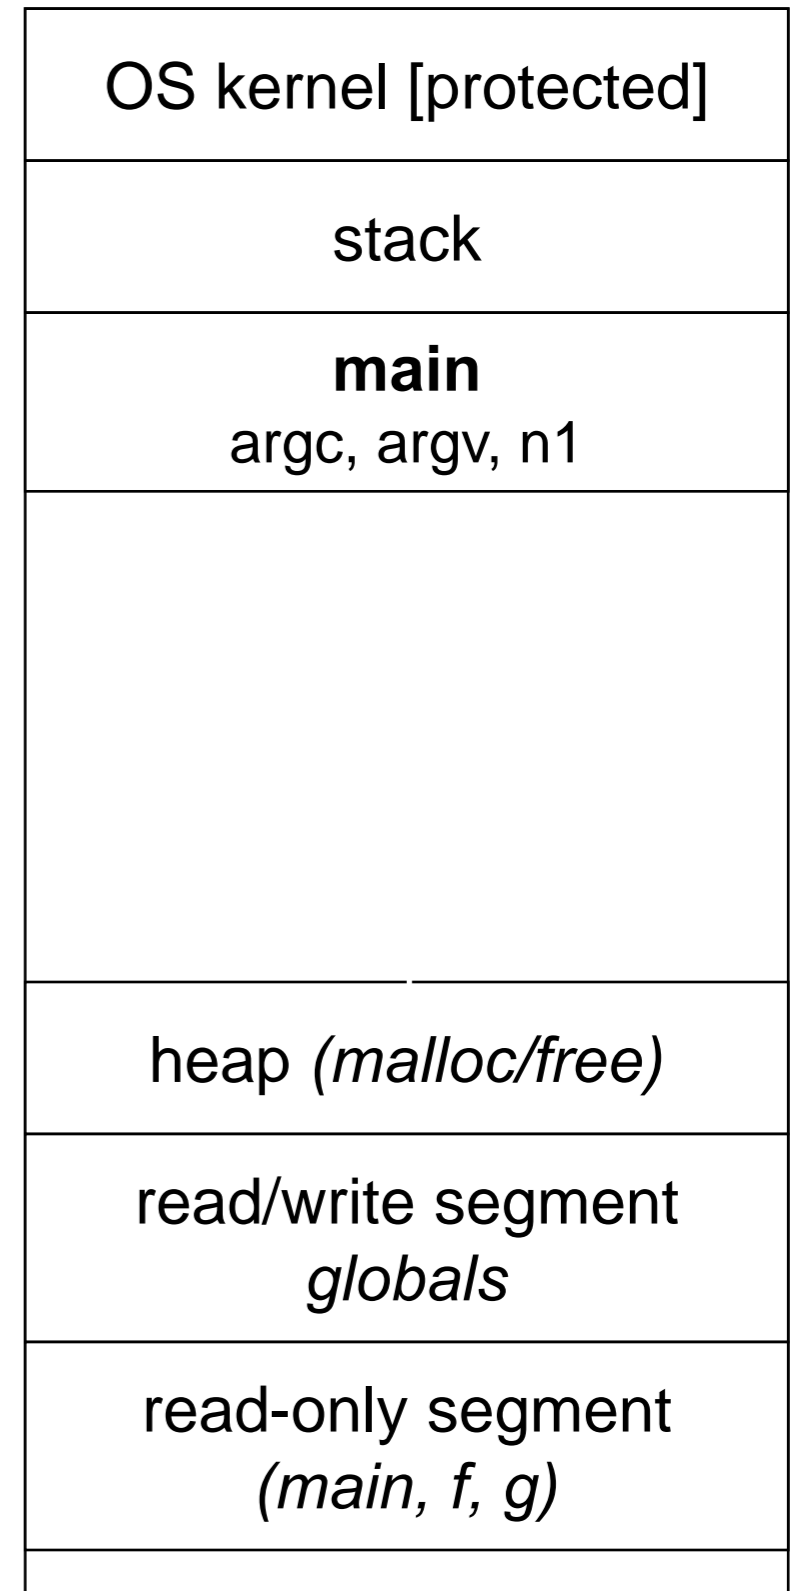 OS kernel [protected]
stack
main
argc, argv, n1
heap (malloc/free)
read/write segment
globals
read-only segment
(main, f, g)